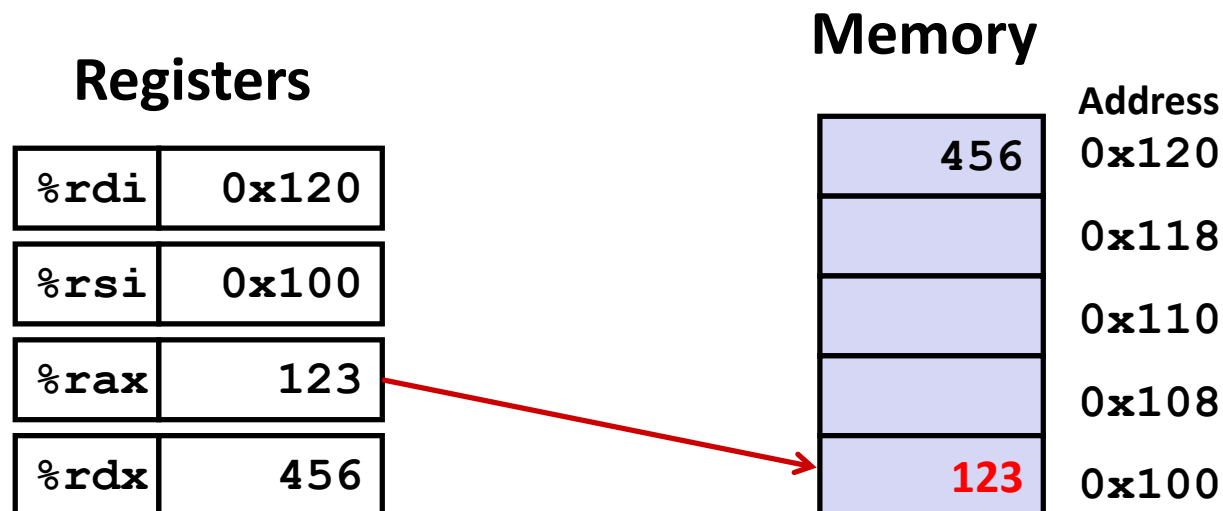 Registers
%rdi 0x120
%rsi 0x100
%rax 123
%rdx 456
Memory
Address
456 0x120
0x118
0x110
0x108
123 0x100